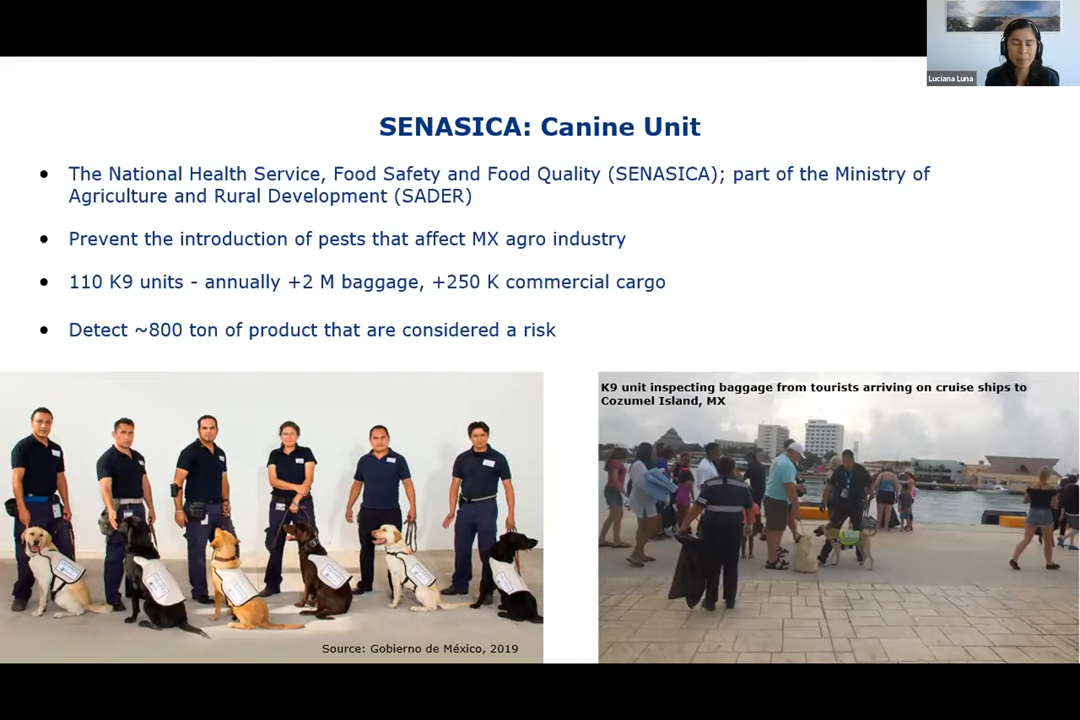 Luciana Luna
SENASICA: Canine Unit
The National Health Service, Food Safety and Food Quality (SENASICA); part of the Ministry of
Agriculture and Rural Development (SADER)
Prevent the introduction of pests that affect MX agro industry
110 K9 units - annually +2 M baggage, +250 K commercial cargo
Detect ~800 ton of product that are considered a risk
Source: Gobierno de México, 2019
K9 unit inspecting baggage from tourists arriving on cruise ships to
Cozumel Island, MX